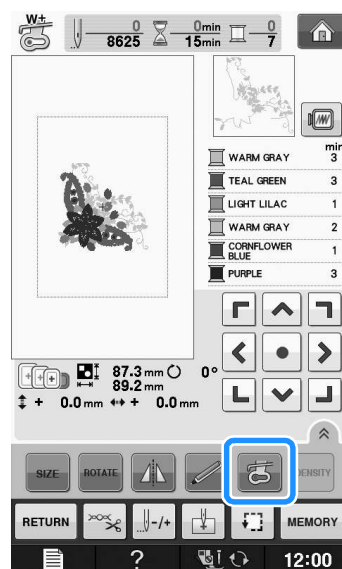 W+
0
8625
0min
15min
0
7
min
WARM GRAY 3
TEAL GREEN 3
LIGHT LILAC 1
WARM GRAY 2
CORNFLOWER
BLUE 1
PURPLE 3
87.3 mm 0°
89.2 mm
+ 0.0 mm + 0.0 mm
SIZE ROTATE DENSITY
RETURN -/+ MEMORY
? 12:00